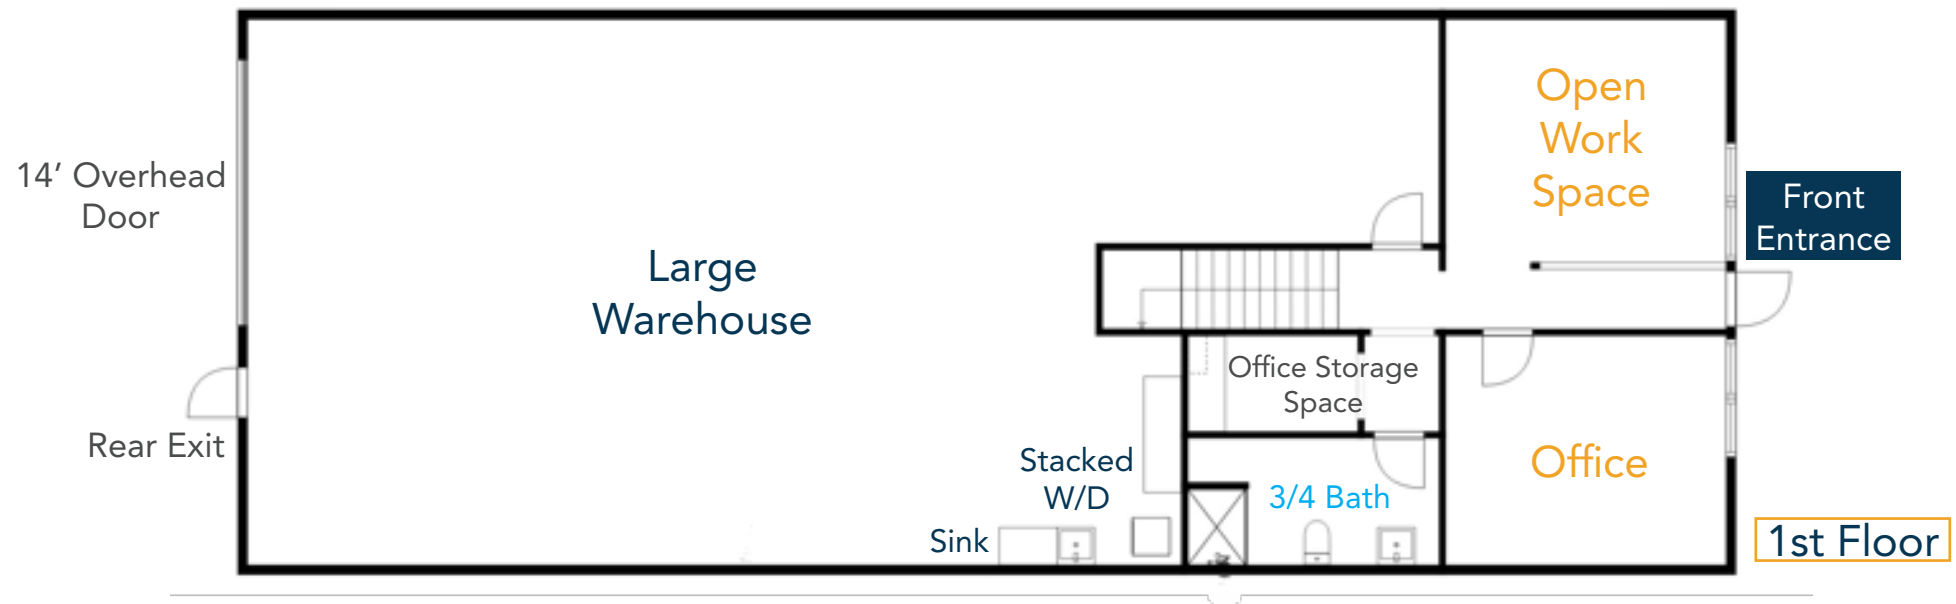 Open
Work
Space
14’ Overhead
Door
Front
Entrance
Large
Warehouse
Office Storage
Space
Rear Exit
Stacked
W/D
Office
3/4 Bath
Sink
1st Floor